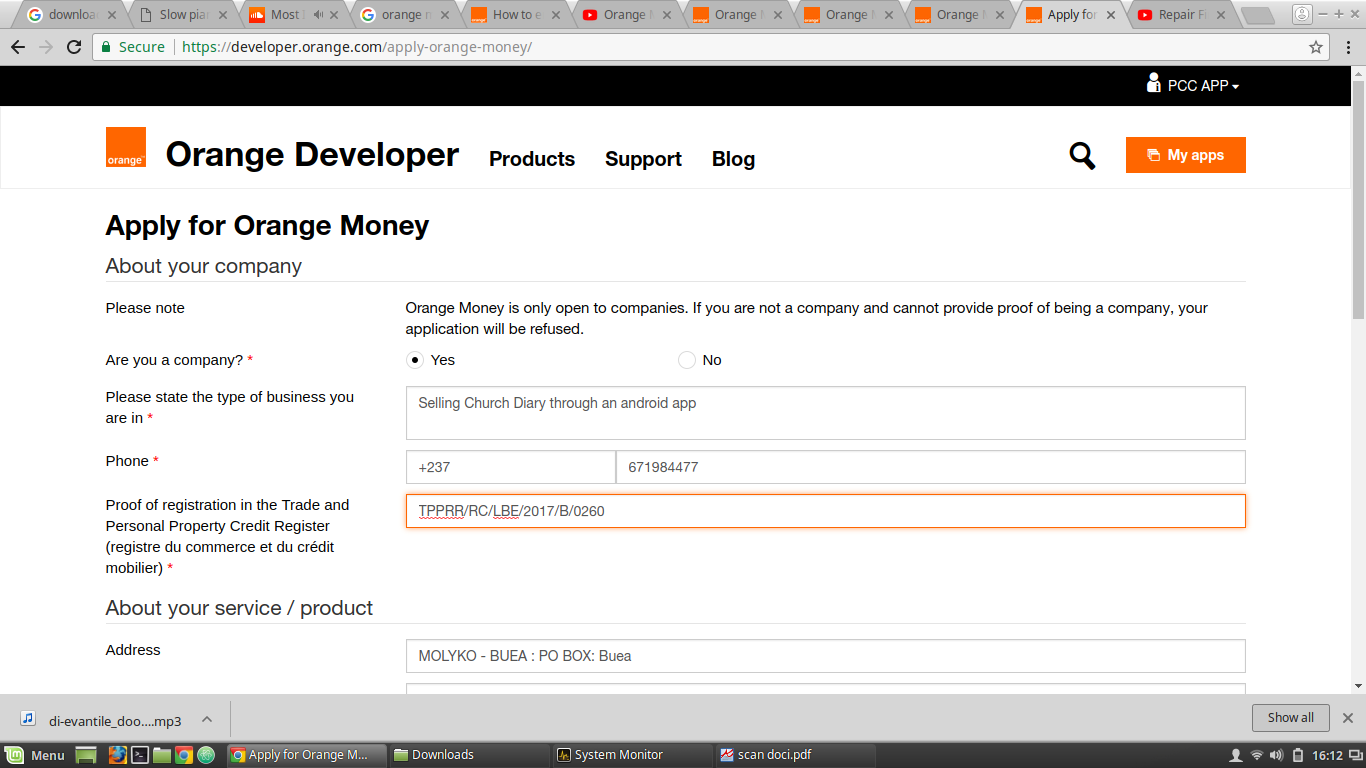 downloa
Slow pia
Most
orange n
How to e
Orange M
Orange M
Orange M
Orange M
Apply for
Repair Fi
Secure
https://developer.orange.com/apply-orange-money/
PCC APP
orange™
Orange Developer
Products
Support
Blog
My apps
Apply for Orange Money
About your company
Please note
Orange Money is only open to companies. If you are not a company and cannot provide proof of being a company, your
application will be refused.
Are you a company? *
Yes
No
Please state the type of business you
are in *
Selling Church Diary through an android app
Phone *
+237
671984477
Proof of registration in the Trade and
Personal Property Credit Register
(registre du commerce et du crédit
mobilier) *
TPPRR/RC/LBE/2017/B/0260
About your service / product
Address
MOLYKO - BUEA : PO BOX: Buea
di-evantile_doo....mp3
Show all
Menu
Apply for Orange M...
Downloads
System Monitor
scan doci.pdf
16:12